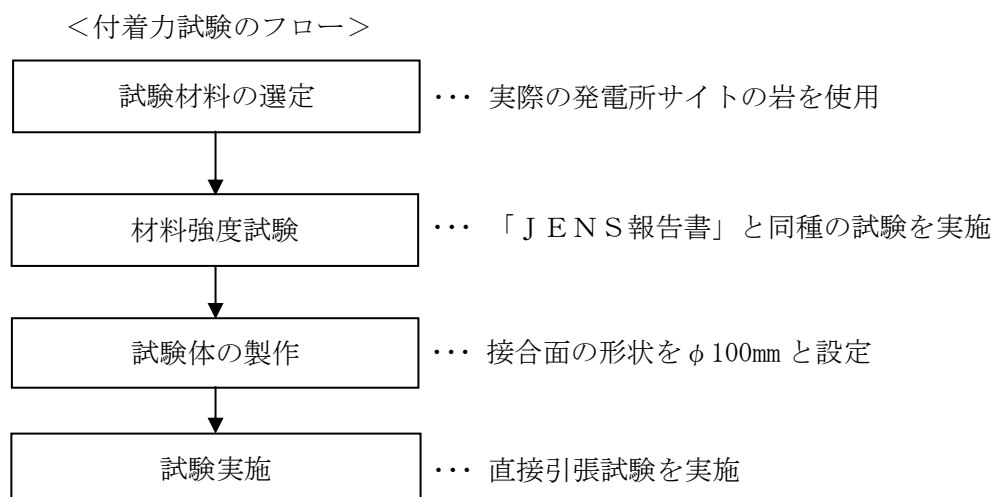 ＜付着力試験のフロー＞
試験材料の選定 ･･･ 実際の発電所サイトの岩を使用
材料強度試験 ･･･ 「ＪＥＮＳ報告書」と同種の試験を実施
試験体の製作 ･･･ 接合面の形状をφ100㎜と設定
試験実施 ･･･ 直接引張試験を実施